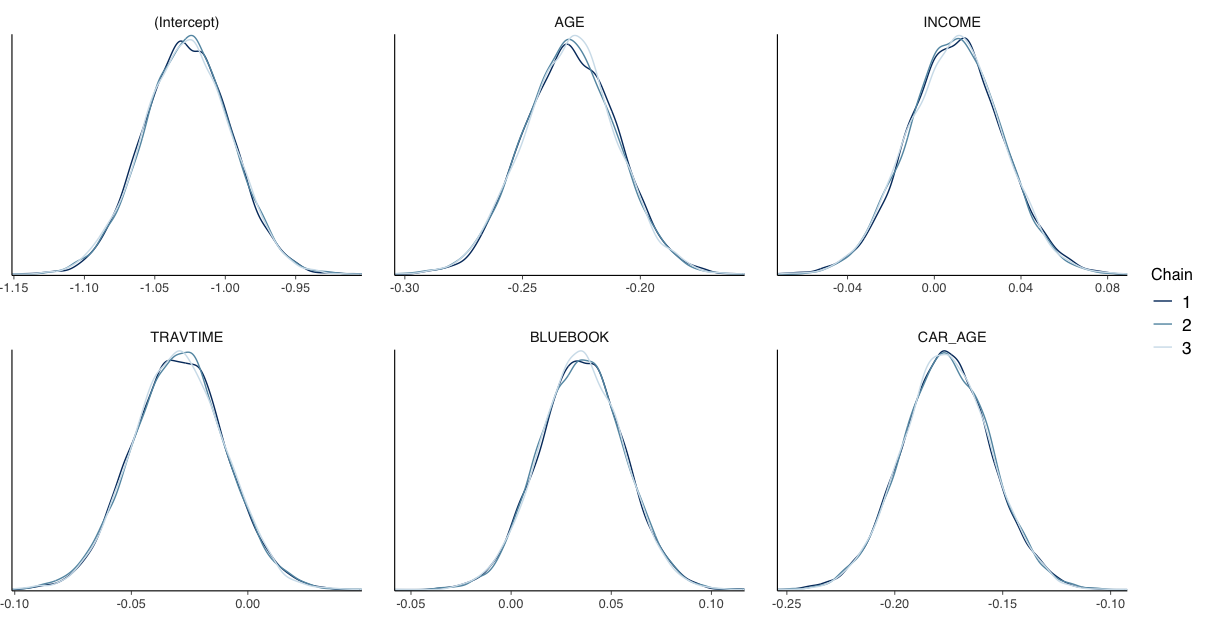 (Intercept)
AGE
INCOME
-1.15 -1.10 -1.05 -1.00 -0.95
-0.30 -0.25 -0.20
-0.04 0.00 0.04 0.08
Chain
1
2
3
TRAVTIME
BLUEBOOK
CAR_AGE
-0.10 -0.05 0.00
-0.05 0.00 0.05 0.10
-0.25 -0.20 -0.15 -0.10